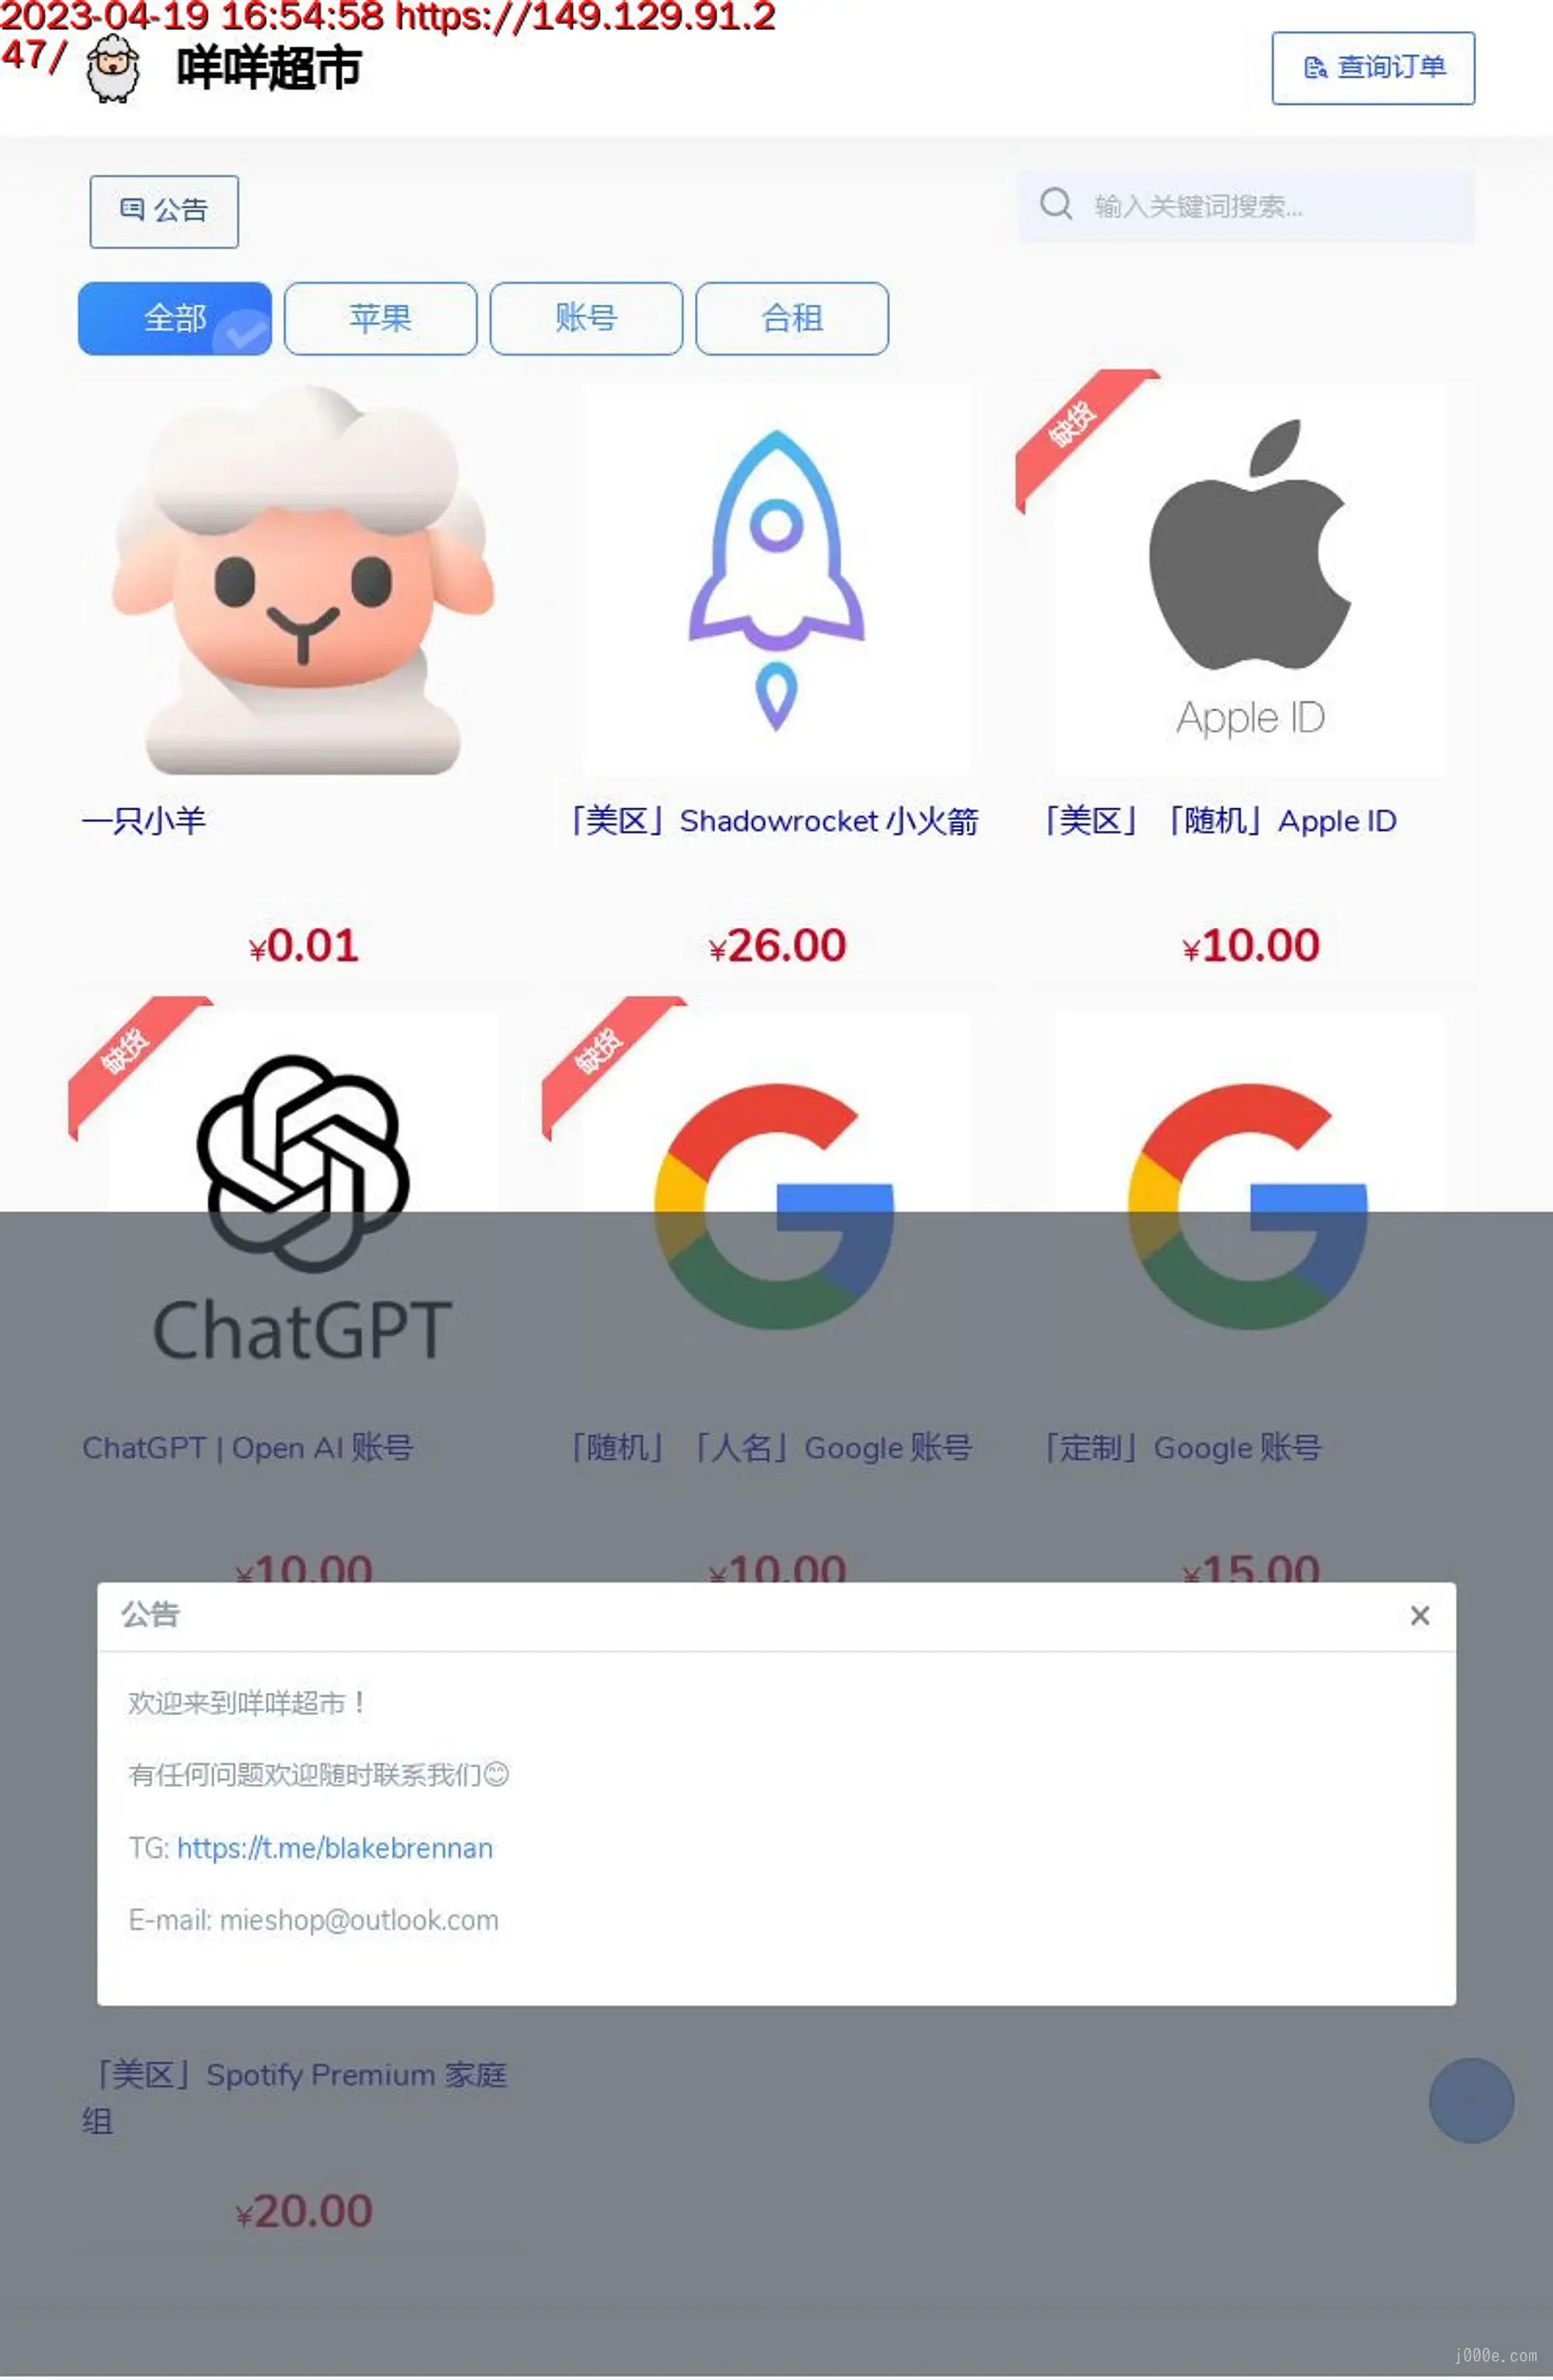 2023-04-19 16:54:58 https://149.129.91.2
47/
咩咩超市
查询订单
公告
输入关键词搜索...
全部
苹果
账号
合租
缺货
Apple ID
一只小羊
「美区」Shadowrocket 小火箭
「美区」「随机」Apple ID
¥0.01
¥26.00
¥10.00
缺货
缺货
ChatGPT
ChatGPT | Open AI 账号
「随机」「人名」Google 账号
「定制」Google 账号
¥10.00
¥10.00
¥15.00
公告
×
欢迎来到咩咩超市！
有任何问题欢迎随时联系我们😊
TG: https://t.me/blakebrennan
E-mail: mieshop@outlook.com
「美区」Spotify Premium 家庭
组
¥20.00
j000e.com